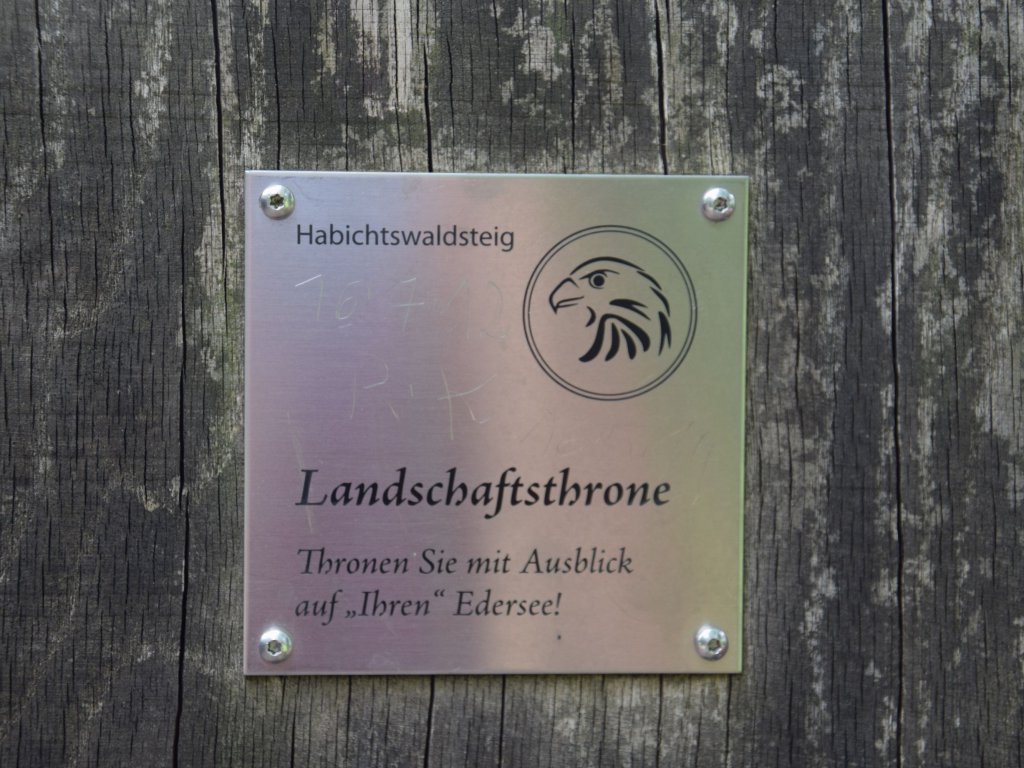 Habichtswaldsteig
Landschaftsthrone
Thronen Sie mit Ausblick
auf „Ihren“ Edersee!